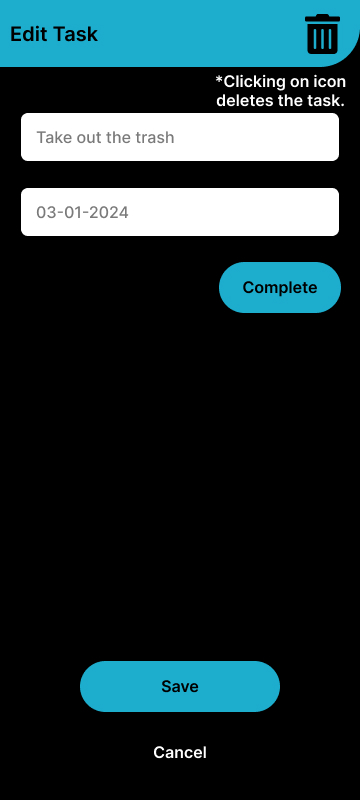 Edit Task
*Clicking on icon
deletes the task.
Take out the trash
03-01-2024
Complete
Save
Cancel